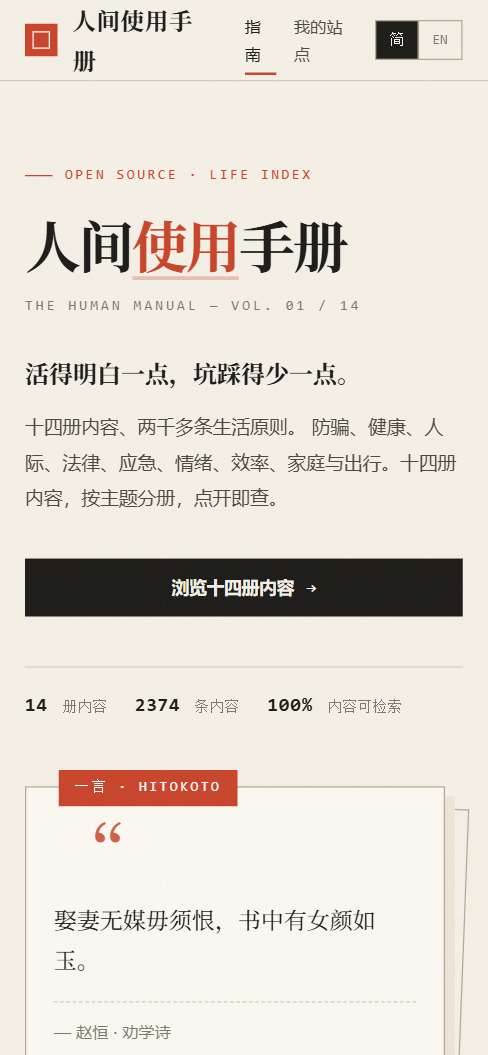 人间使用手
册
指
南
我的站
点
简
EN
OPEN SOURCE · LIFE INDEX
人间使用手册
THE HUMAN MANUAL — VOL. 01 / 14
活得明白一点，坑踩得少一点。
十四册内容、两千多条生活原则。 防骗、健康、人
际、法律、应急、情绪、效率、家庭与出行。十四册
内容，按主题分册，点开即查。
浏览十四册内容 →
14 册内容 2374 条内容 100% 内容可检索
一言 · HITOKOTO
“
娶妻无媒毋须恨，书中有女颜如
玉。
— 赵恒 · 劝学诗